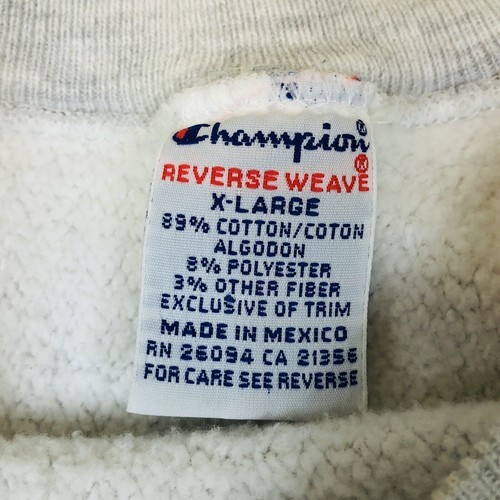 Champion®
REVERSE WEAVE®
X-LARGE
89% COTTON/COTON
ALGODON
8% POLYESTER
3% OTHER FIBER
EXCLUSIVE OF TRIM
MADE IN MEXICO
RN 26094 CA 21356
FOR CARE SEE REVERSE